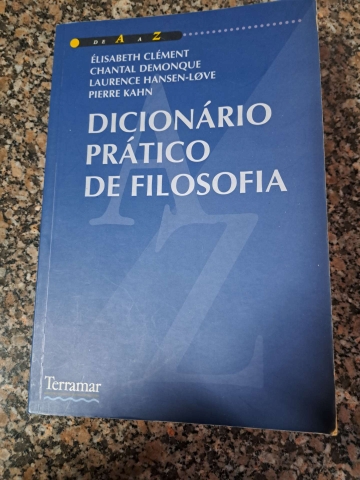 DE A A Z
ÉLISABETH CLÉMENT
CHANTAL DEMONQUE
LAURENCE HANSEN-LØVE
PIERRE KAHN
DICIONÁRIO
PRÁTICO
DE FILOSOFIA
A
Z
Terramar